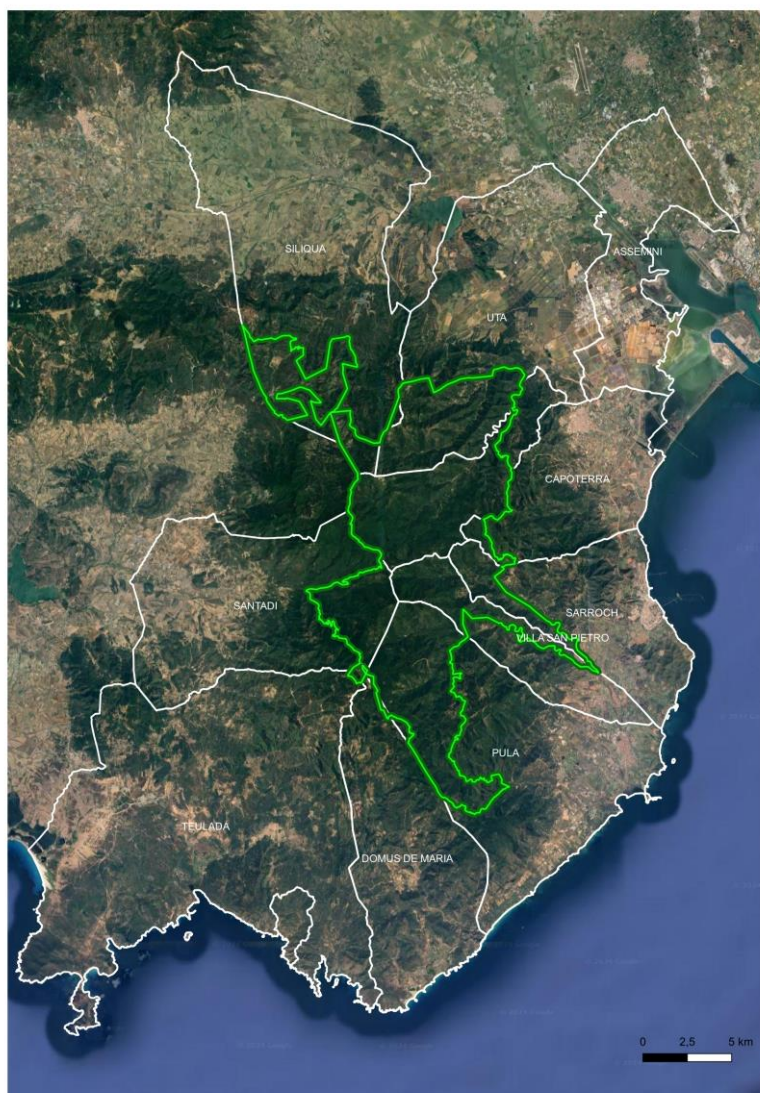 SILIQUA
ASSEMINI
UTA
CAPOTERRA
SANTADI
SARROCH
VILLA SAN PIETRO
PULA
TEULADA
DOMUS DE MARIA
0 2,5 5 km